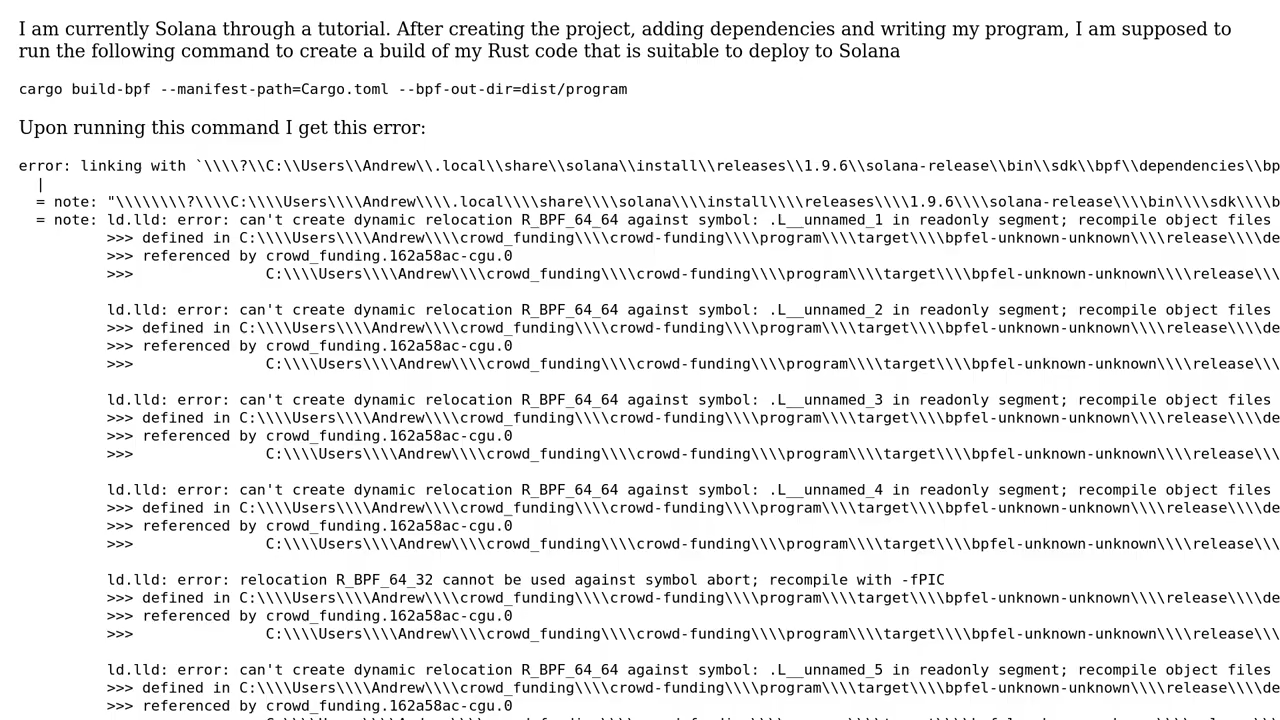 I am currently Solana through a tutorial. After creating the project, adding dependencies and writing my program, I am supposed to
run the following command to create a build of my Rust code that is suitable to deploy to Solana
cargo build-bpf --manifest-path=Cargo.toml --bpf-out-dir=dist/program
Upon running this command I get this error:
error: linking with `\\\\?\\C:\\Users\\Andrew\\.local\\share\\solana\\install\\releases\\1.9.6\\solana-release\\bin\\sdk\\bpf\\dependencies\\bp
|
= note: "\\\\\\\\?\\\\C:\\\\Users\\\\Andrew\\\\.local\\\\share\\\\solana\\\\install\\\\releases\\\\1.9.6\\\\solana-release\\\\bin\\\\sdk\\\\b
= note: ld.lld: error: can't create dynamic relocation R_BPF_64_64 against symbol: .L__unnamed_1 in readonly segment; recompile object files
>>> defined in C:\\\\Users\\\\Andrew\\\\crowd_funding\\\\crowd-funding\\\\program\\\\target\\\\bpfel-unknown-unknown\\\\release\\\\de
>>> referenced by crowd_funding.162a58ac-cgu.0
>>> C:\\\\Users\\\\Andrew\\\\crowd_funding\\\\crowd-funding\\\\program\\\\target\\\\bpfel-unknown-unknown\\\\release\\\
ld.lld: error: can't create dynamic relocation R_BPF_64_64 against symbol: .L__unnamed_2 in readonly segment; recompile object files
>>> defined in C:\\\\Users\\\\Andrew\\\\crowd_funding\\\\crowd-funding\\\\program\\\\target\\\\bpfel-unknown-unknown\\\\release\\\\de
>>> referenced by crowd_funding.162a58ac-cgu.0
>>> C:\\\\Users\\\\Andrew\\\\crowd_funding\\\\crowd-funding\\\\program\\\\target\\\\bpfel-unknown-unknown\\\\release\\\
ld.lld: error: can't create dynamic relocation R_BPF_64_64 against symbol: .L__unnamed_3 in readonly segment; recompile object files
>>> defined in C:\\\\Users\\\\Andrew\\\\crowd_funding\\\\crowd-funding\\\\program\\\\target\\\\bpfel-unknown-unknown\\\\release\\\\de
>>> referenced by crowd_funding.162a58ac-cgu.0
>>> C:\\\\Users\\\\Andrew\\\\crowd_funding\\\\crowd-funding\\\\program\\\\target\\\\bpfel-unknown-unknown\\\\release\\\
ld.lld: error: can't create dynamic relocation R_BPF_64_64 against symbol: .L__unnamed_4 in readonly segment; recompile object files
>>> defined in C:\\\\Users\\\\Andrew\\\\crowd_funding\\\\crowd-funding\\\\program\\\\target\\\\bpfel-unknown-unknown\\\\release\\\\de
>>> referenced by crowd_funding.162a58ac-cgu.0
>>> C:\\\\Users\\\\Andrew\\\\crowd_funding\\\\crowd-funding\\\\program\\\\target\\\\bpfel-unknown-unknown\\\\release\\\
ld.lld: error: relocation R_BPF_64_32 cannot be used against symbol abort; recompile with -fPIC
>>> defined in C:\\\\Users\\\\Andrew\\\\crowd_funding\\\\crowd-funding\\\\program\\\\target\\\\bpfel-unknown-unknown\\\\release\\\\de
>>> referenced by crowd_funding.162a58ac-cgu.0
>>> C:\\\\Users\\\\Andrew\\\\crowd_funding\\\\crowd-funding\\\\program\\\\target\\\\bpfel-unknown-unknown\\\\release\\\
ld.lld: error: can't create dynamic relocation R_BPF_64_64 against symbol: .L__unnamed_5 in readonly segment; recompile object files
>>> defined in C:\\\\Users\\\\Andrew\\\\crowd_funding\\\\crowd-funding\\\\program\\\\target\\\\bpfel-unknown-unknown\\\\release\\\\de
>>> referenced by crowd_funding.162a58ac-cgu.0